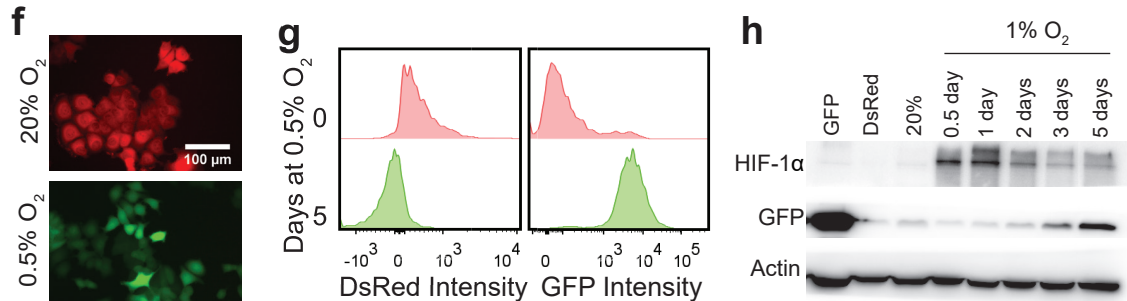 f
20% O₂
100 µm
0.5% O₂
g
Days at 0.5% O₂
0
5
-10³ 0 10³ 10⁴
DsRed Intensity
0 10³ 10⁴ 10⁵
GFP Intensity
h
1% O₂
GFP
DsRed
20%
0.5 day
1 day
2 days
3 days
5 days
HIF-1α
GFP
Actin